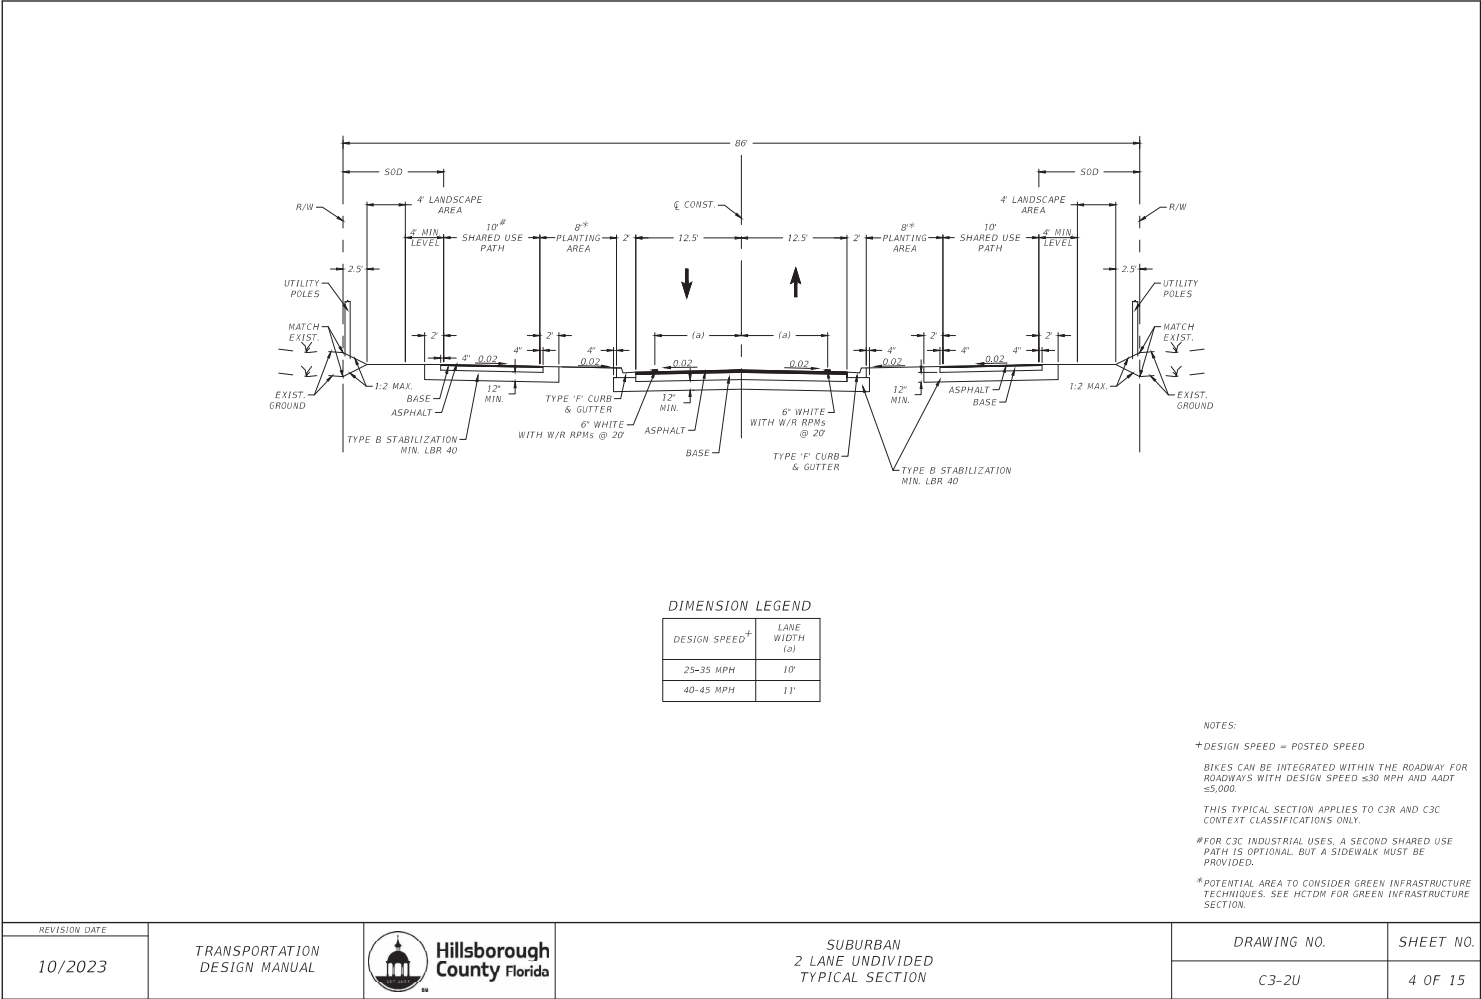 86'
SOD
SOD
4' LANDSCAPE
AREA
4' LANDSCAPE
AREA
R/W
℄ CONST.
R/W
4' MIN
LEVEL
10'#
SHARED USE
PATH
8'*
PLANTING
AREA
2'
12.5'
12.5'
2'
8'*
PLANTING
AREA
10'
SHARED USE
PATH
4' MIN
LEVEL
2.5'
2.5'
UTILITY
POLES
UTILITY
POLES
MATCH
EXIST.
2'
2'
(a)
(a)
2'
2'
MATCH
EXIST.
4"
0.02
4"
4"
0.02
0.02
0.02
4"
0.02
4"
0.02
4"
EXIST.
GROUND
1:2 MAX.
BASE
ASPHALT
12"
MIN.
TYPE 'F' CURB
& GUTTER
12"
MIN.
6" WHITE
WITH W/R RPMs @ 20'
ASPHALT
BASE
6" WHITE
WITH W/R RPMs
@ 20'
TYPE 'F' CURB
& GUTTER
12"
MIN.
ASPHALT
BASE
1:2 MAX.
EXIST.
GROUND
TYPE B STABILIZATION
MIN. LBR 40
TYPE B STABILIZATION
MIN. LBR 40
DIMENSION LEGEND
DESIGN SPEED+
LANE
WIDTH
(a)
25-35 MPH 10'
40-45 MPH 11'
NOTES:
+DESIGN SPEED = POSTED SPEED
BIKES CAN BE INTEGRATED WITHIN THE ROADWAY FOR
ROADWAYS WITH DESIGN SPEED ≤30 MPH AND AADT
≤5,000.
THIS TYPICAL SECTION APPLIES TO C3R AND C3C
CONTEXT CLASSIFICATIONS ONLY.
#FOR C3C INDUSTRIAL USES, A SECOND SHARED USE
PATH IS OPTIONAL. BUT A SIDEWALK MUST BE
PROVIDED.
*POTENTIAL AREA TO CONSIDER GREEN INFRASTRUCTURE
TECHNIQUES. SEE HCTDM FOR GREEN INFRASTRUCTURE
SECTION.
REVISION DATE
10/2023
TRANSPORTATION
DESIGN MANUAL
Hillsborough
County Florida
SM
SUBURBAN
2 LANE UNDIVIDED
TYPICAL SECTION
DRAWING NO.
C3-2U
SHEET NO.
4 OF 15